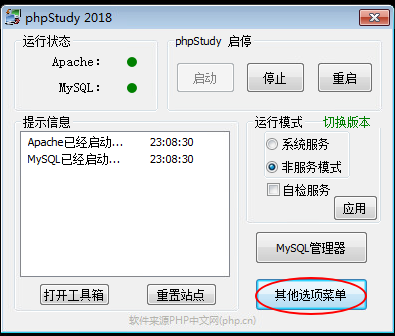 phpStudy 2018
运行状态
Apache:
MySQL:
phpStudy 启停
启动
停止
重启
提示信息
Apache已经启动... 23:08:30
MySQL已经启动... 23:08:30
打开工具箱
重置站点
运行模式
切换版本
系统服务
非服务模式
自检服务
应用
MySQL管理器
其他选项菜单
软件来源PHP中文网(php.cn)